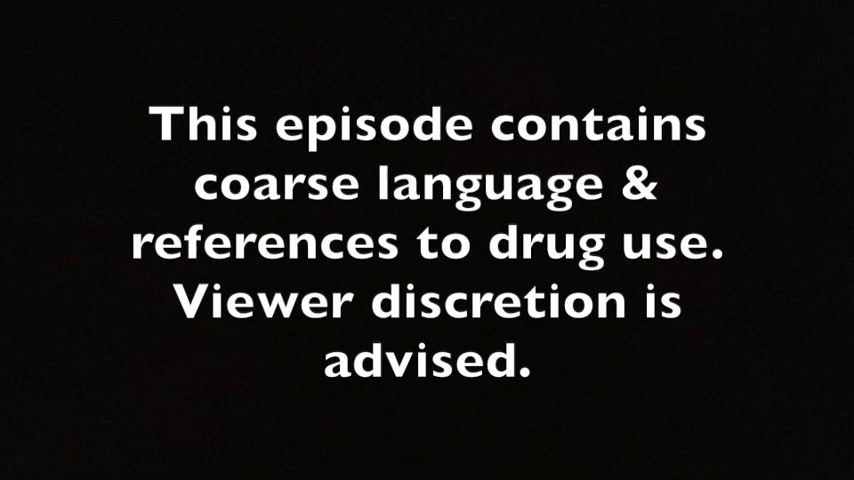 This episode contains
coarse language &
references to drug use.
Viewer discretion is
advised.